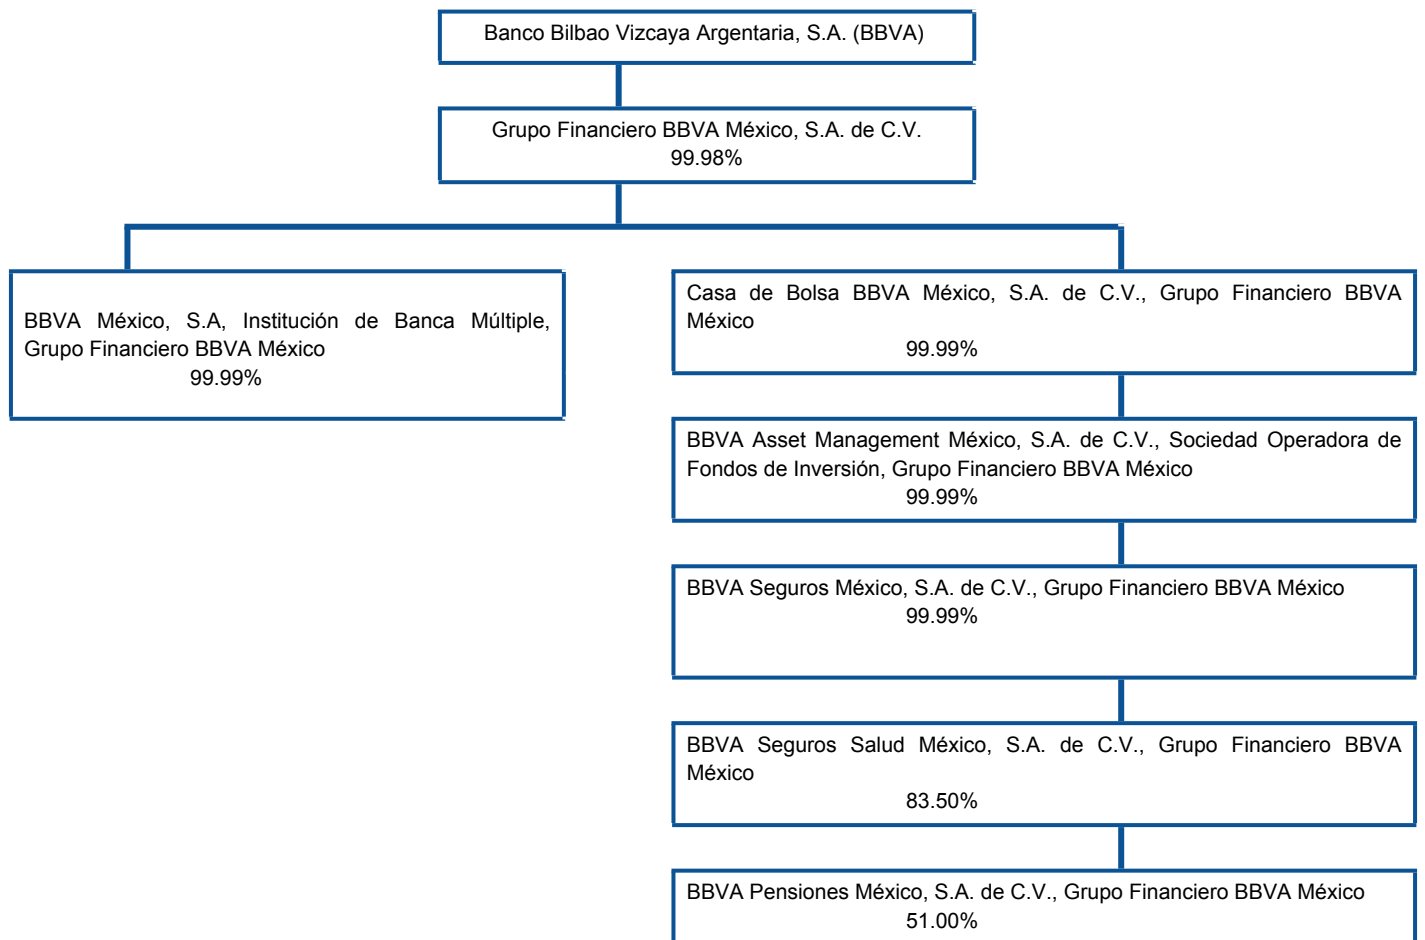 Banco Bilbao Vizcaya Argentaria, S.A. (BBVA)
Grupo Financiero BBVA México, S.A. de C.V.
99.98%
BBVA México, S.A, Institución de Banca Múltiple,
Grupo Financiero BBVA México
99.99%
Casa de Bolsa BBVA México, S.A. de C.V., Grupo Financiero BBVA
México
99.99%
BBVA Asset Management México, S.A. de C.V., Sociedad Operadora de
Fondos de Inversión, Grupo Financiero BBVA México
99.99%
BBVA Seguros México, S.A. de C.V., Grupo Financiero BBVA México
99.99%
BBVA Seguros Salud México, S.A. de C.V., Grupo Financiero BBVA
México
83.50%
BBVA Pensiones México, S.A. de C.V., Grupo Financiero BBVA México
51.00%